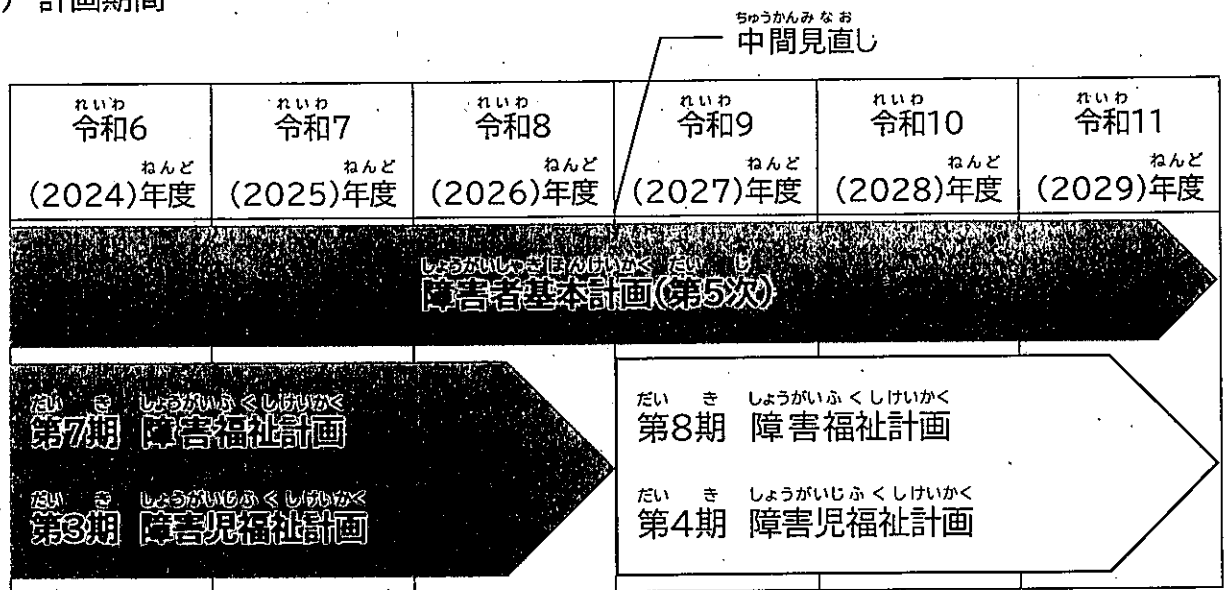 ) 計画期間
ちゅうかんみなお
中間見直し
れいわ れいわ れいわ れいわ れいわ れいわ
令和6 令和7 令和8 令和9 令和10 令和11
ねんど ねんど ねんど ねんど ねんど ねんど
(2024)年度 (2025)年度 (2026)年度 (2027)年度 (2028)年度 (2029)年度
しょうがいしゃきほんけいかく だい じ
障害者基本計画(第5次)
だい き しょうがいふくしけいかく
第7期 障害福祉計画
だい き しょうがいじふくしけいかく
第3期 障害児福祉計画
だい き しょうがいふくしけいかく
第8期 障害福祉計画
だい き しょうがいじふくしけいかく
第4期 障害児福祉計画